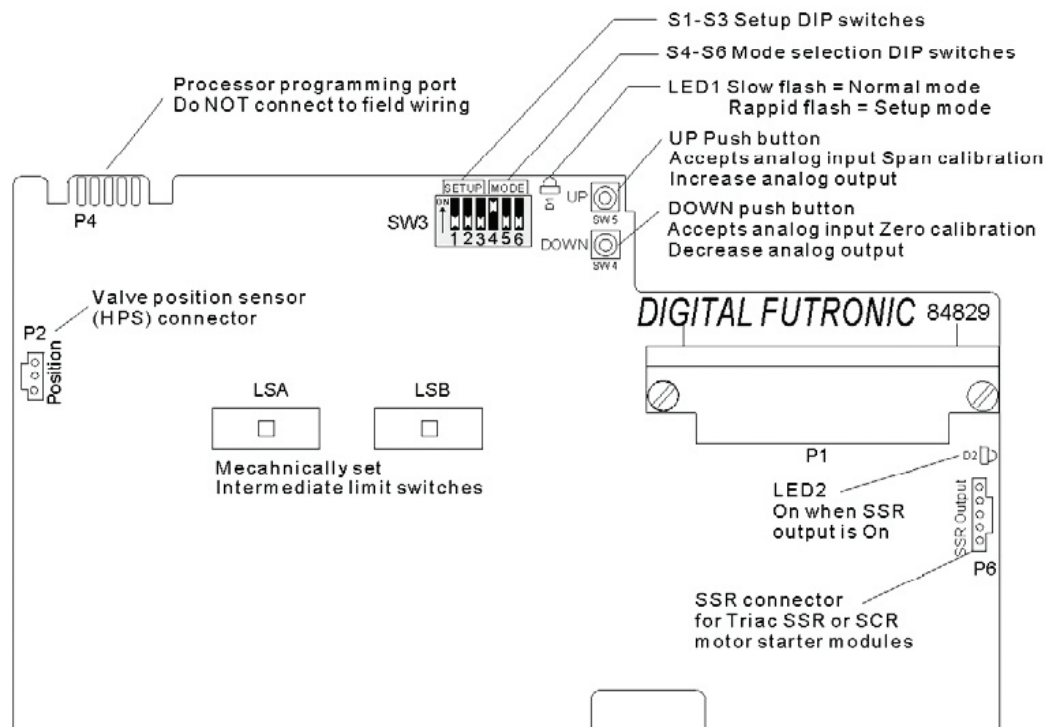 S1-S3 Setup DIP switches
S4-S6 Mode selection DIP switches
LED1 Slow flash = Normal mode
Rappid flash = Setup mode
Processor programming port
Do NOT connect to field wiring
UP Push button
Accepts analog input Span calibration
Increase analog output
DOWN push button
Accepts analog input Zero calibration
Decrease analog output
P4
SW3
SETUP MODE
ON
1 2 3 4 5 6
D1
UP
SW5
DOWN
SW4
Valve position sensor
(HPS) connector
P2
Position
DIGITAL FUTRONIC 84829
LSA
LSB
Mecahnically set
Intermediate limit switches
P1
D2
LED2
On when SSR
output is On
SSR Output
P6
SSR connector
for Triac SSR or SCR
motor starter modules